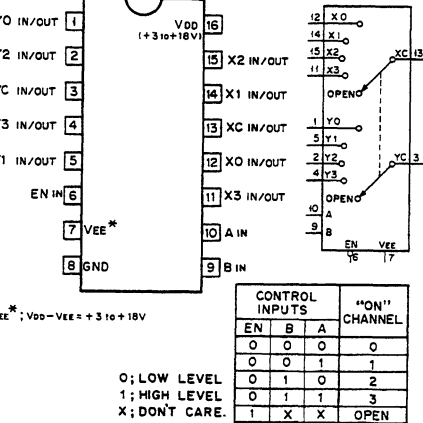 Y0 IN/OUT 1
Y2 IN/OUT 2
YC IN/OUT 3
Y3 IN/OUT 4
Y1 IN/OUT 5
EN IN 6
7 VEE*
8 GND
VDD 16
(+3 to +18V)
15 X2 IN/OUT
14 X1 IN/OUT
13 XC IN/OUT
12 X0 IN/OUT
11 X3 IN/OUT
10 A IN
9 B IN
12 X0
14 X1
15 X2
11 X3
XC 13
OPEN
1 Y0
5 Y1
2 Y2
4 Y3
YC 3
OPEN
10 A
9 B
EN VEE
6 7
EE*; VDD-VEE = +3 to +18V
CONTROL INPUTS "ON" CHANNEL
EN B A
0 0 0 0
0 0 1 1
0 1 0 2
0 1 1 3
1 X X OPEN
0; LOW LEVEL
1; HIGH LEVEL
X; DON'T CARE.